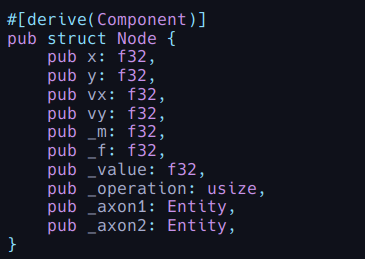 #[derive(Component)]
pub struct Node {
    pub x: f32,
    pub y: f32,
    pub vx: f32,
    pub vy: f32,
    pub _m: f32,
    pub _f: f32,
    pub _value: f32,
    pub _operation: usize,
    pub _axon1: Entity,
    pub _axon2: Entity,
}